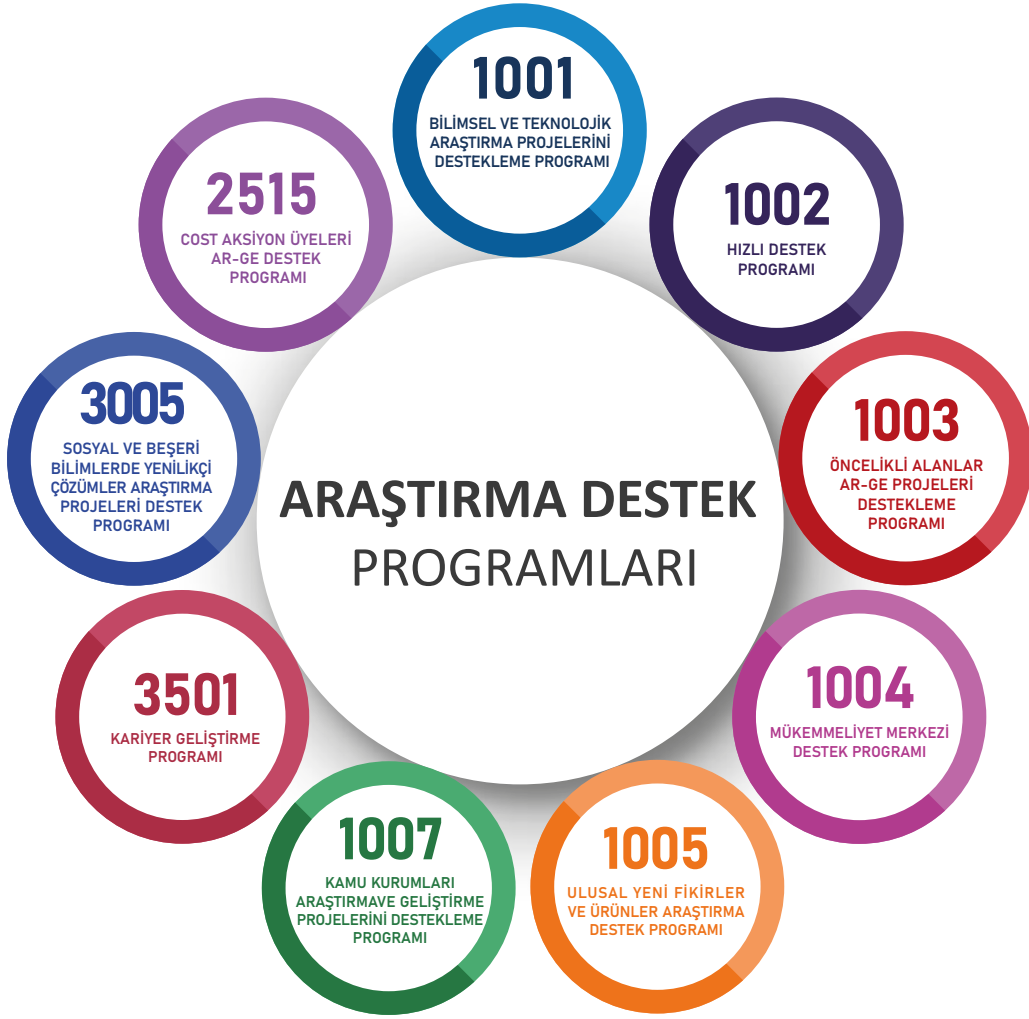 1001
BİLİMSEL VE TEKNOLOJİK
ARAŞTIRMA PROJELERİNİ
DESTEKLEME PROGRAMI
1002
HIZLI DESTEK
PROGRAMI
1003
ÖNCELİKLİ ALANLAR
AR-GE PROJELERİ
DESTEKLEME
PROGRAMI
1004
MÜKEMMELİYET MERKEZİ
DESTEK PROGRAMI
1005
ULUSAL YENİ FİKİRLER
VE ÜRÜNLER ARAŞTIRMA
DESTEK PROGRAMI
1007
KAMU KURUMLARI
ARAŞTIRMAVE GELİŞTİRME
PROJELERİNİ DESTEKLEME
PROGRAMI
3501
KARİYER GELİŞTİRME
PROGRAMI
3005
SOSYAL VE BEŞERİ
BİLİMLERDE YENİLİKÇİ
ÇÖZÜMLER ARAŞTIRMA
PROJELERİ DESTEK
PROGRAMI
2515
COST AKSİYON ÜYELERİ
AR-GE DESTEK
PROGRAMI
ARAŞTIRMA DESTEK
PROGRAMLARI